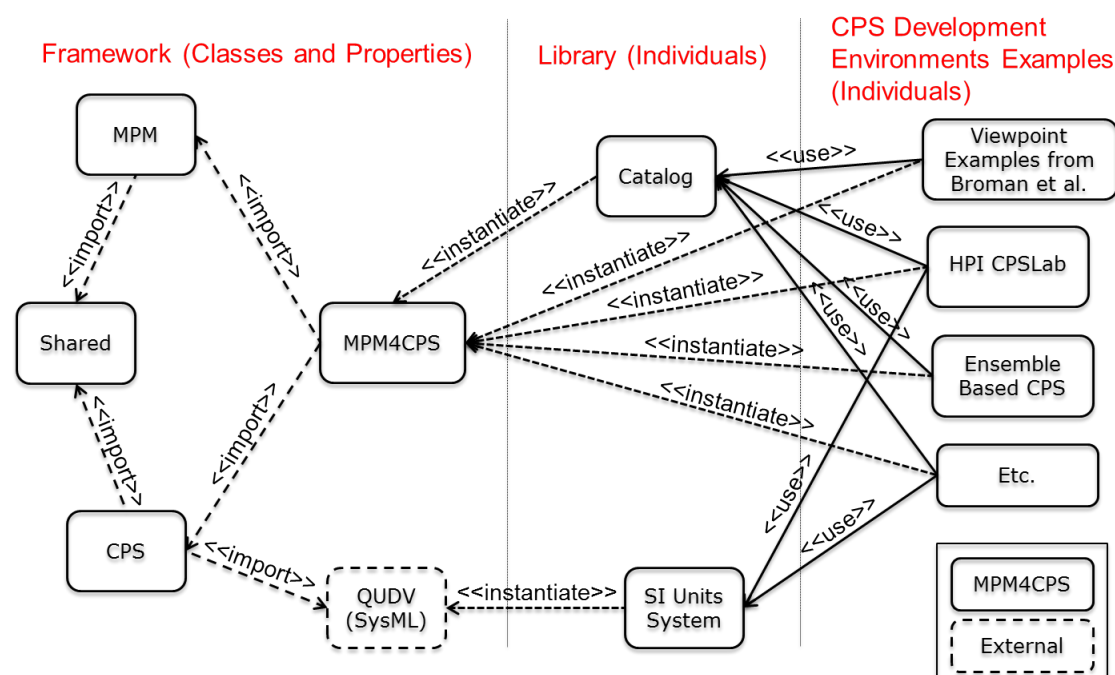 Framework (Classes and Properties)
Library (Individuals)
CPS Development
Environments Examples
(Individuals)
MPM
<<import>>
<<import>>
Shared
MPM4CPS
<<import>>
<<import>>
CPS
<<import>>
QUDV
(SysML)
Catalog
<<instantiate>>
<<instantiate>>
<<instantiate>>
<<instantiate>>
<<instantiate>>
<<instantiate>>
SI Units
System
<<use>>
<<use>>
<<use>>
<<use>>
<<use>>
<<use>>
Viewpoint
Examples from
Broman et al.
HPI CPSLab
Ensemble
Based CPS
Etc.
MPM4CPS
External